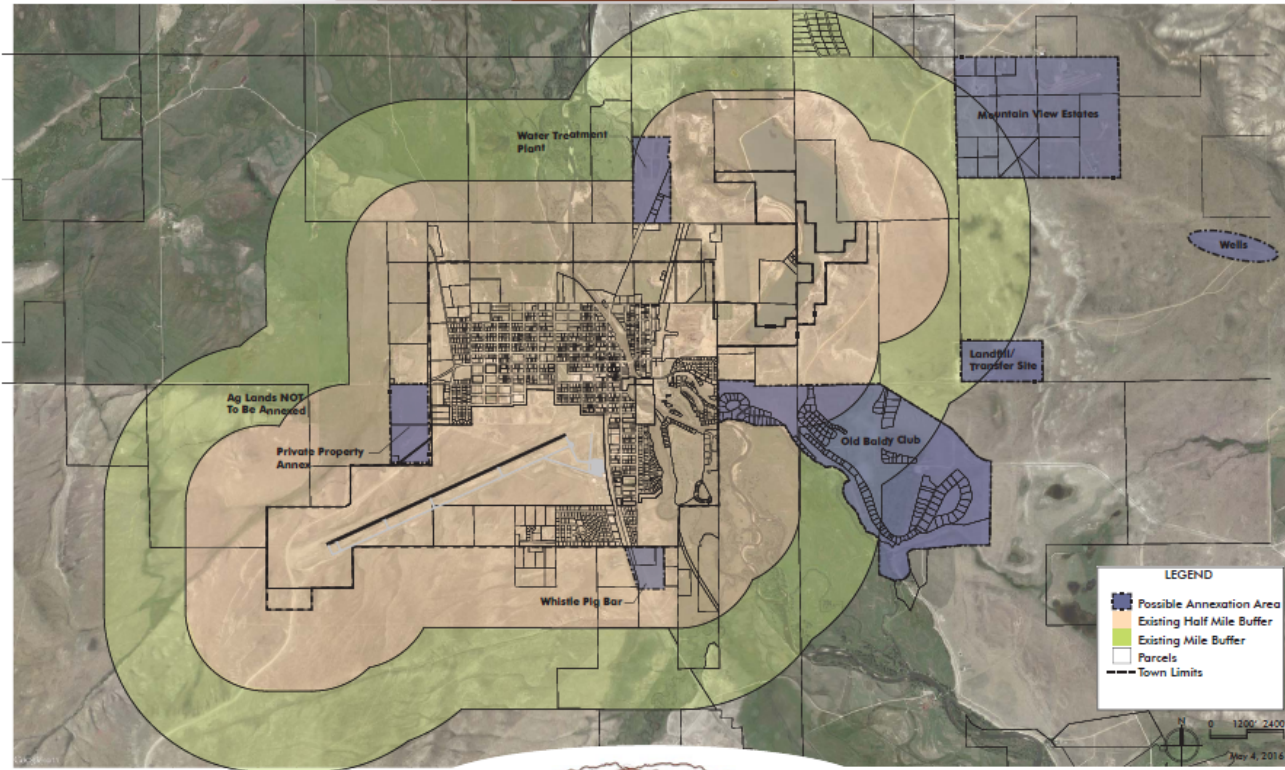 Water Treatment
Plant
Mountain View Estates
Wells
Landfill/
Transfer Site
Ag Lands NOT
To Be Annexed
Private Property
Annex
Old Baldy Club
Whistle Pig Bar
LEGEND
Possible Annexation Area
Existing Half Mile Buffer
Existing Mile Buffer
Parcels
Town Limits
N
0 1200' 2400
May 4, 2016